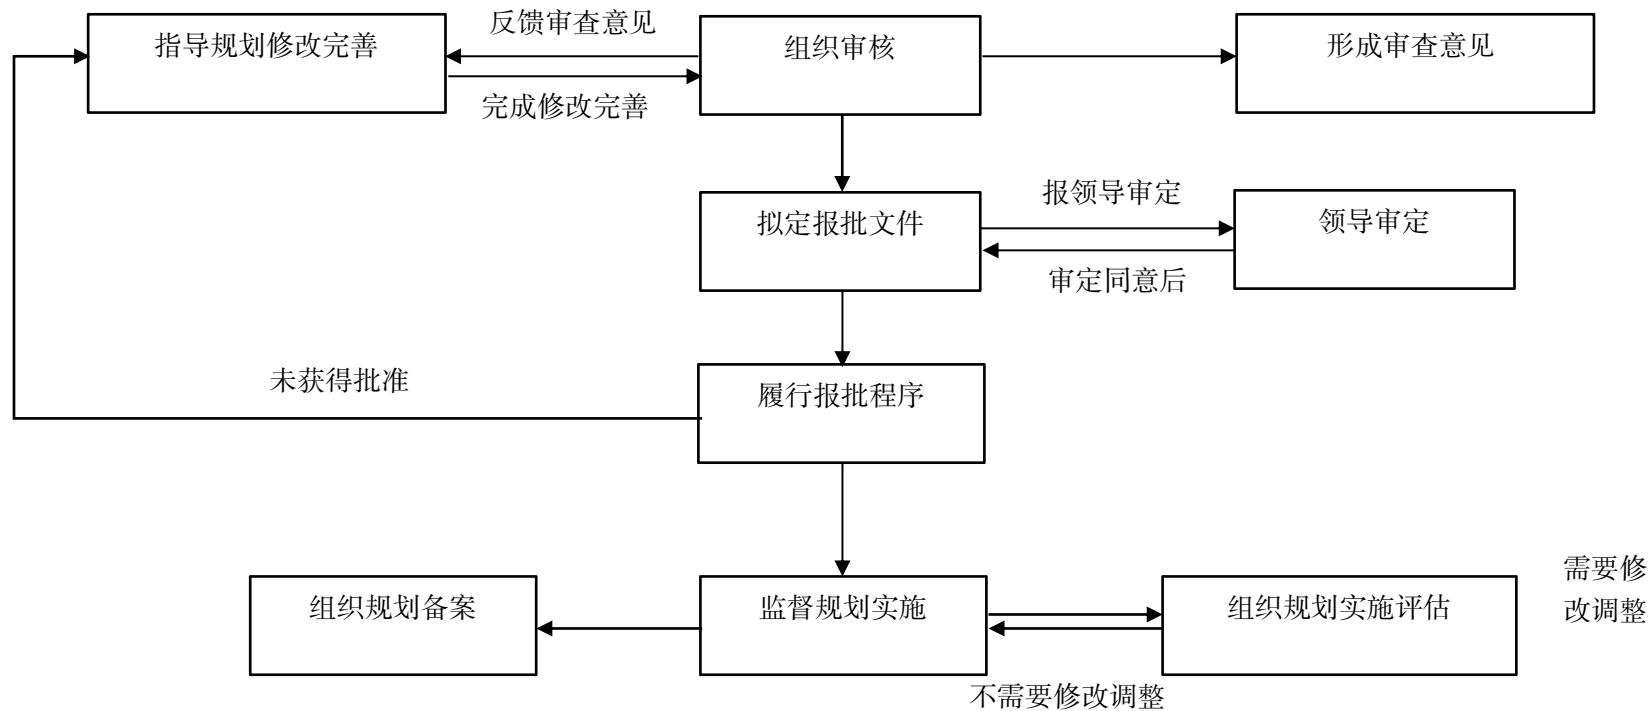 反馈审查意见
指导规划修改完善
组织审核
形成审查意见
完成修改完善
报领导审定
拟定报批文件
领导审定
审定同意后
未获得批准
履行报批程序
需要修
改调整
组织规划备案
监督规划实施
组织规划实施评估
不需要修改调整